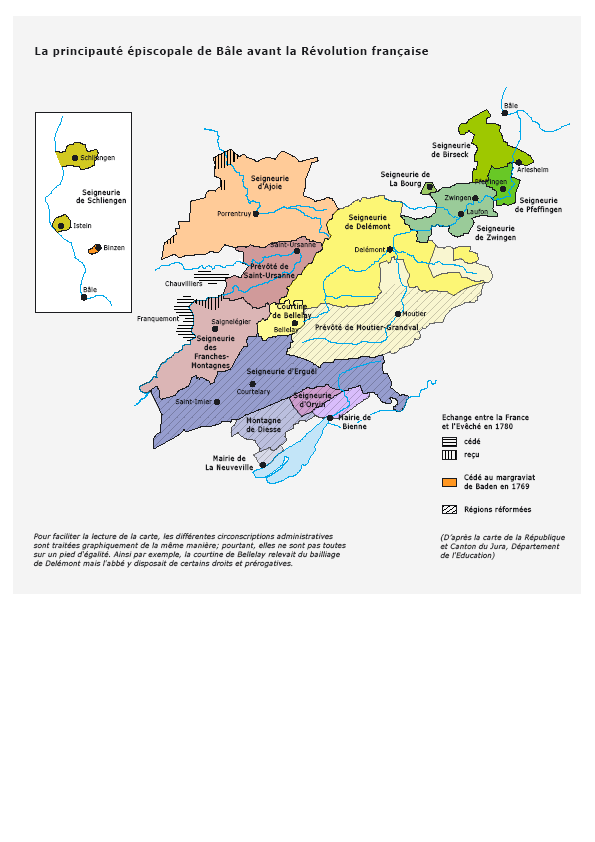 La principauté épiscopale de Bâle avant la Révolution française
Bâle
Seigneurie
de Birseck
Arlesheim
Schliengen
Seigneurie
de Schliengen
Istein
Binzen
Bâle
Seigneurie
d'Ajoie
Porrentruy
Seigneurie de
La Bourg
Pfeffingen
Zwingen
Laufon
Seigneurie
de Pfeffingen
Seigneurie
de Zwingen
Seigneurie
de Delémont
Delémont
Saint-Ursanne
Prévôté de
Saint-Ursanne
Chauvilliers
Franquemont
Saignelégier
Seigneurie
des
Franches-
Montagnes
Courtine
de Bellelay
Bellelay
Moutier
Prévôté de Moutier-Grandval
Seigneurie d'Erguël
Courtelary
Saint-Imier
Seigneurie
d'Orvin
Montagne
de Diesse
Mairie de
Bienne
Mairie de
La Neuveville
Echange entre la France
et l'Evêché en 1780
cédé
reçu
Cédé au margraviat
de Baden en 1769
Régions réformées
Pour faciliter la lecture de la carte, les différentes circonscriptions administratives
sont traitées graphiquement de la même manière; pourtant, elles ne sont pas toutes
sur un pied d'égalité. Ainsi par exemple, la courtine de Bellelay relevait du bailliage
de Delémont mais l'abbé y disposait de certains droits et prérogatives.
(D'après la carte de la République
et Canton du Jura, Département
de l'Education)